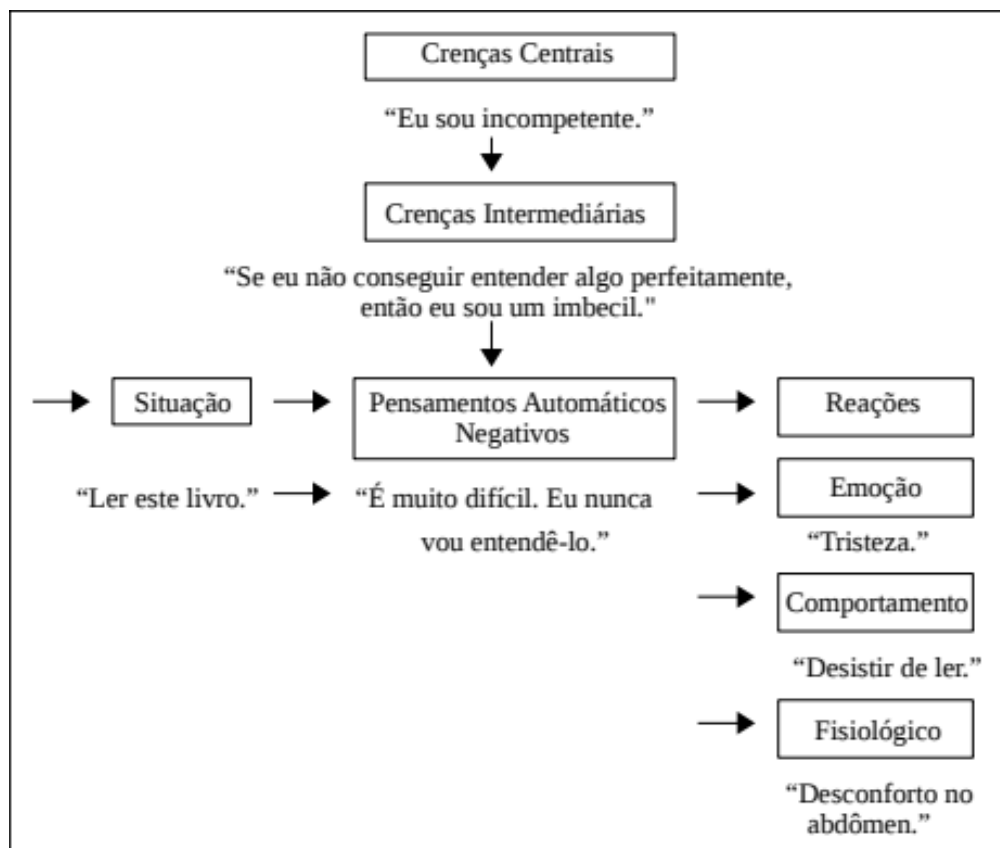 Crenças Centrais
“Eu sou incompetente.”
Crenças Intermediárias
“Se eu não conseguir entender algo perfeitamente,
então eu sou um imbecil."
Situação
Pensamentos Automáticos
Negativos
Reações
“Ler este livro.”
“É muito difícil. Eu nunca
vou entendê-lo.”
Emoção
“Tristeza.”
Comportamento
“Desistir de ler.”
Fisiológico
“Desconforto no
abdômen.”